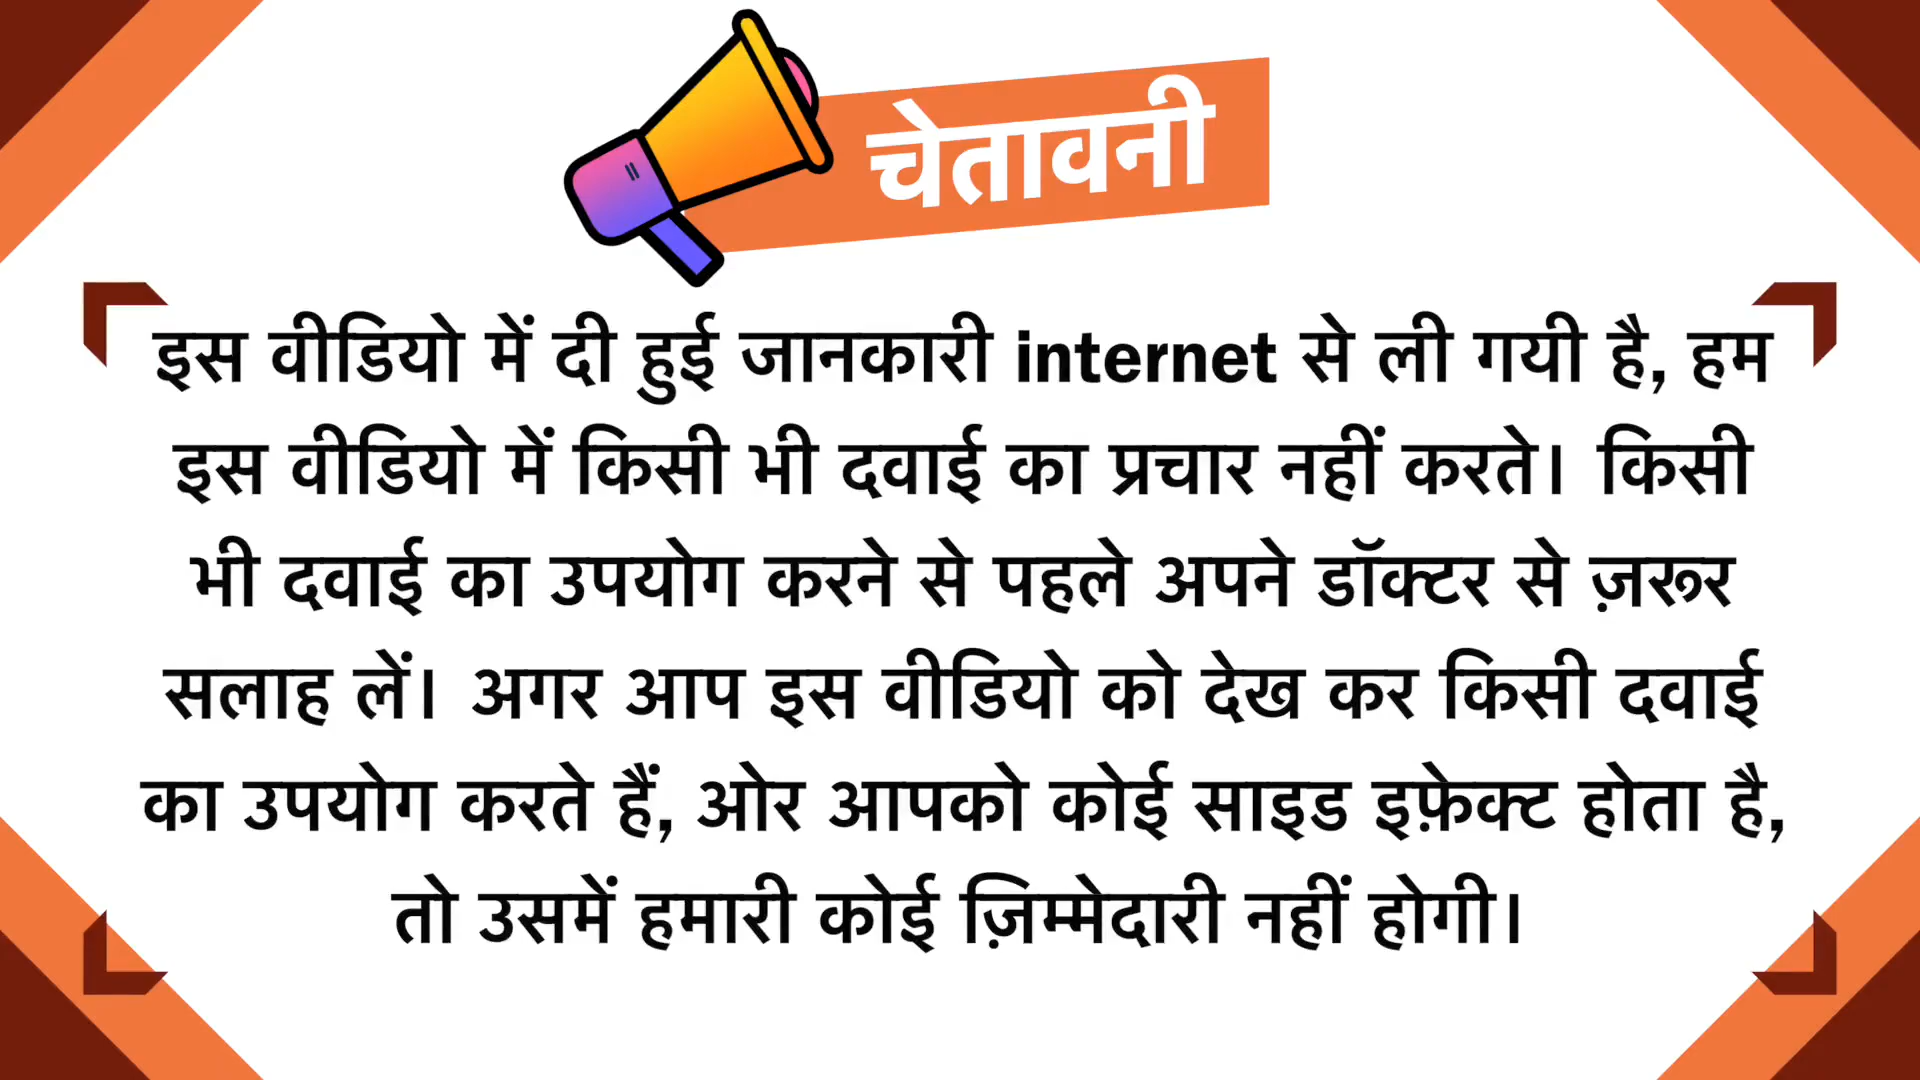 चेतावनी
इस वीडियो में दी हुई जानकारी internet से ली गयी है, हम
इस वीडियो में किसी भी दवाई का प्रचार नहीं करते। किसी
भी दवाई का उपयोग करने से पहले अपने डॉक्टर से ज़रूर
सलाह लें। अगर आप इस वीडियो को देख कर किसी दवाई
का उपयोग करते हैं, ओर आपको कोई साइड इफ़ेक्ट होता है,
तो उसमें हमारी कोई ज़िम्मेदारी नहीं होगी।